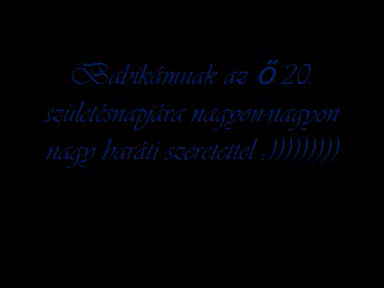 Babikámnak az Ő 20.
születésnapjára nagyon-nagyon
nagy baráti szeretettel :)))))))))